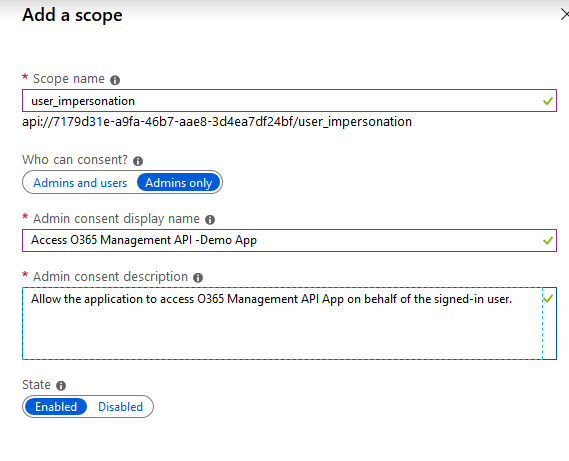 Add a scope
* Scope name
user_impersonation
api://7179d31e-a9fa-46b7-aae8-3d4ea7df24bf/user_impersonation
Who can consent?
Admins and users Admins only
* Admin consent display name
Access O365 Management API -Demo App
* Admin consent description
Allow the application to access O365 Management API App on behalf of the signed-in user.
State
Enabled Disabled